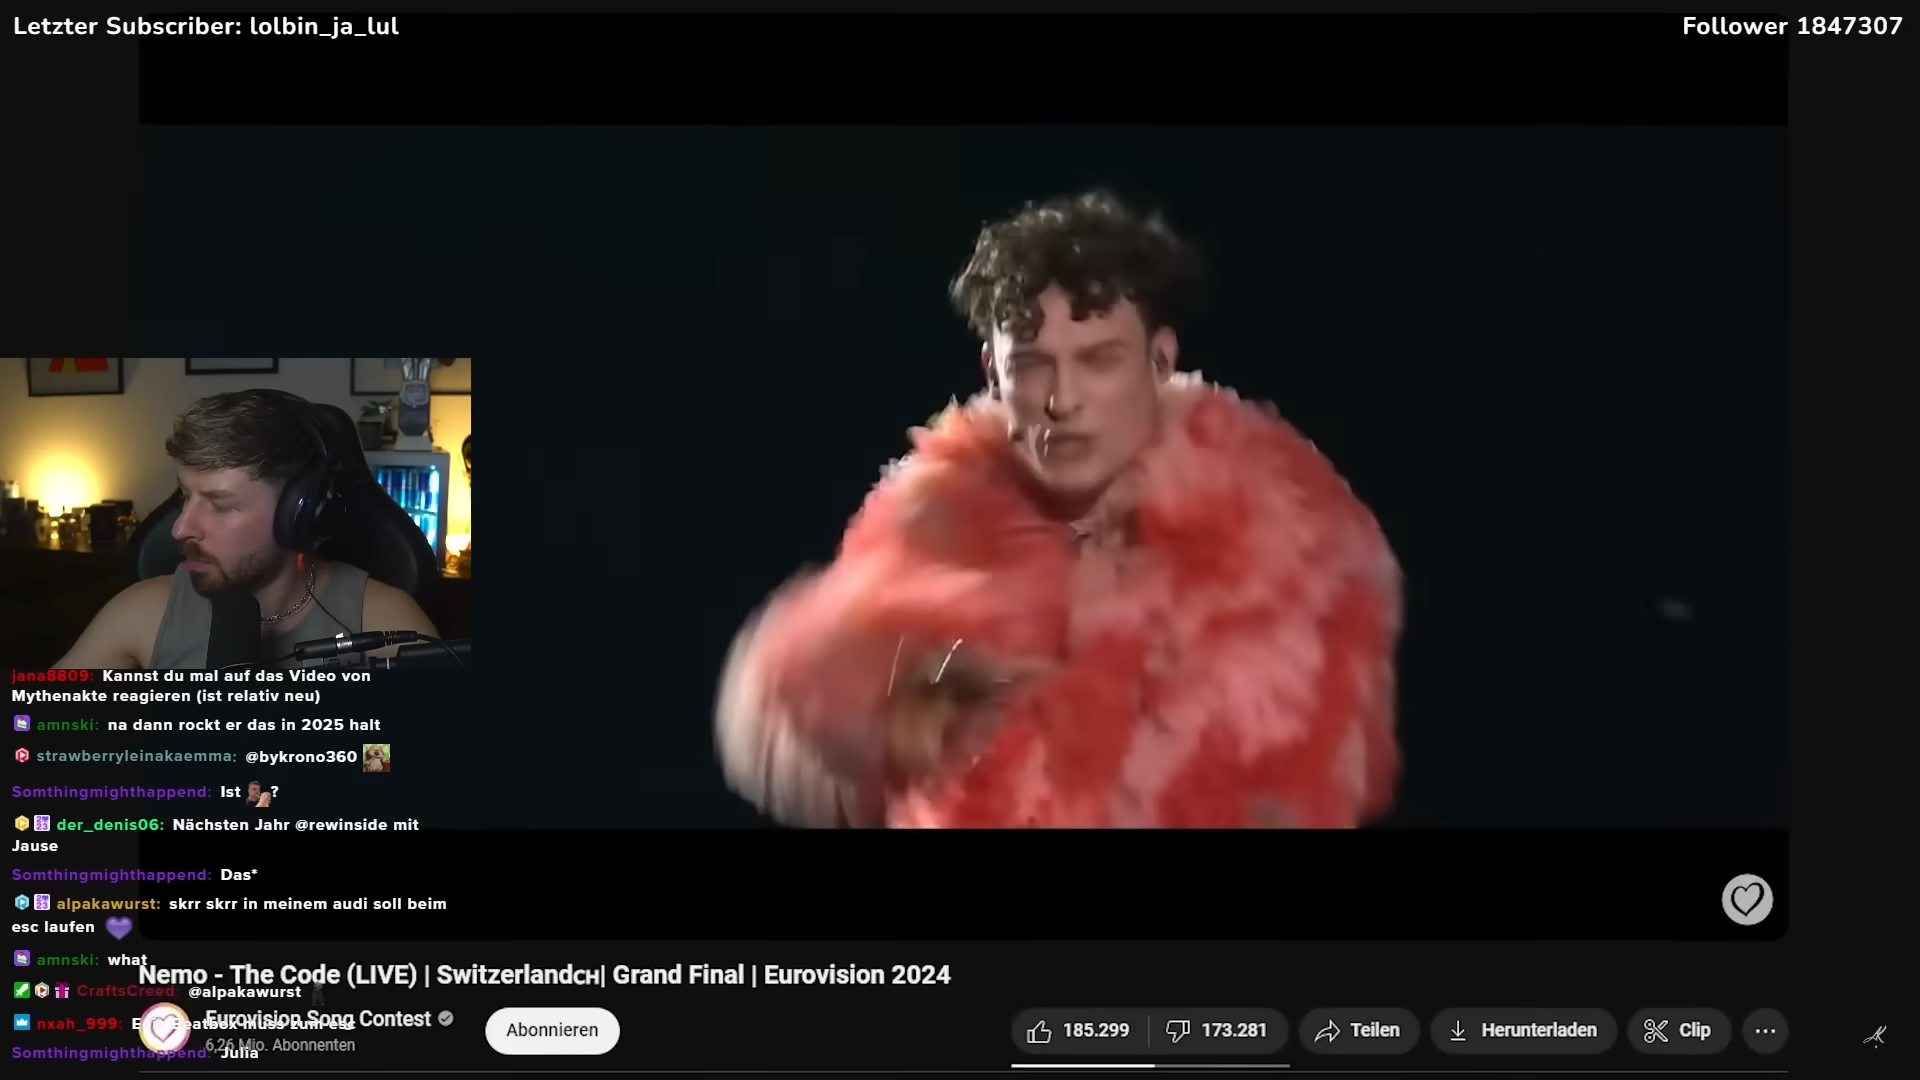 Letzter Subscriber: lolbin_ja_lul
Follower 1847307
jana8809: Kannst du mal auf das Video von
Mythenakte reagieren (ist relativ neu)
amnski: na dann rockt er das in 2025 halt
strawberryleinakaemma: @bykrono360
Somthingmighthappend: Ist ?
der_denis06: Nächsten Jahr @rewinside mit
Jause
Somthingmighthappend: Das*
alpakawurst: skrr skrr in meinem audi soll beim
esc laufen
amnski: what
Nemo - The Code (LIVE) | SwitzerlandCH| Grand Final | Eurovision 2024
CraftsCreed: @alpakawurst
Eurovision Song Contest
nxah_999: muss zum esc
6,26 Mio. Abonnenten
Somthingmighthappend: Julia
Abonnieren
185.299
173.281
Teilen
Herunterladen
Clip